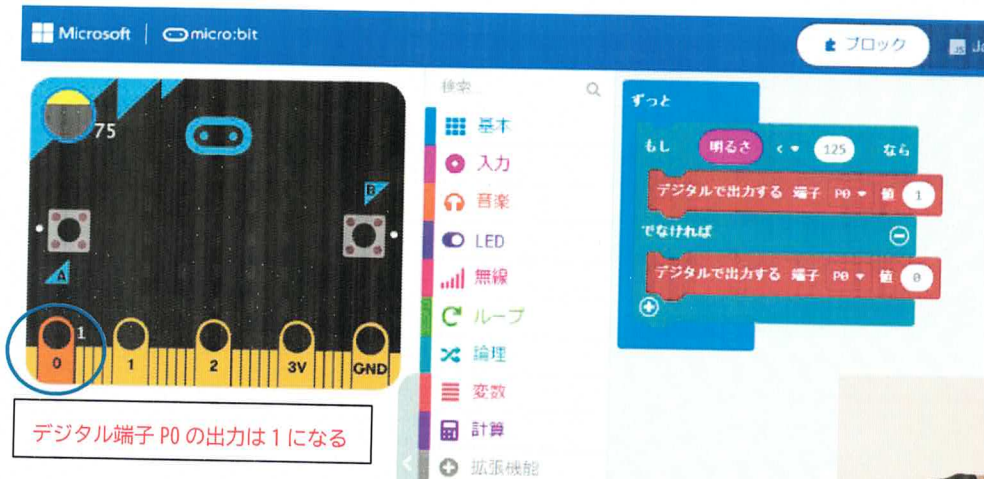 Microsoft
micro:bit
ブロック
JS
75
B
A
1
0
1
2
3V
GND
デジタル端子 P0 の出力は 1 になる
検索...
基本
入力
音楽
LED
無線
ループ
論理
変数
計算
拡張機能
ずっと
もし 明るさ < 125 なら
デジタルで出力する 端子 P0 値 1
でなければ
デジタルで出力する 端子 P0 値 0